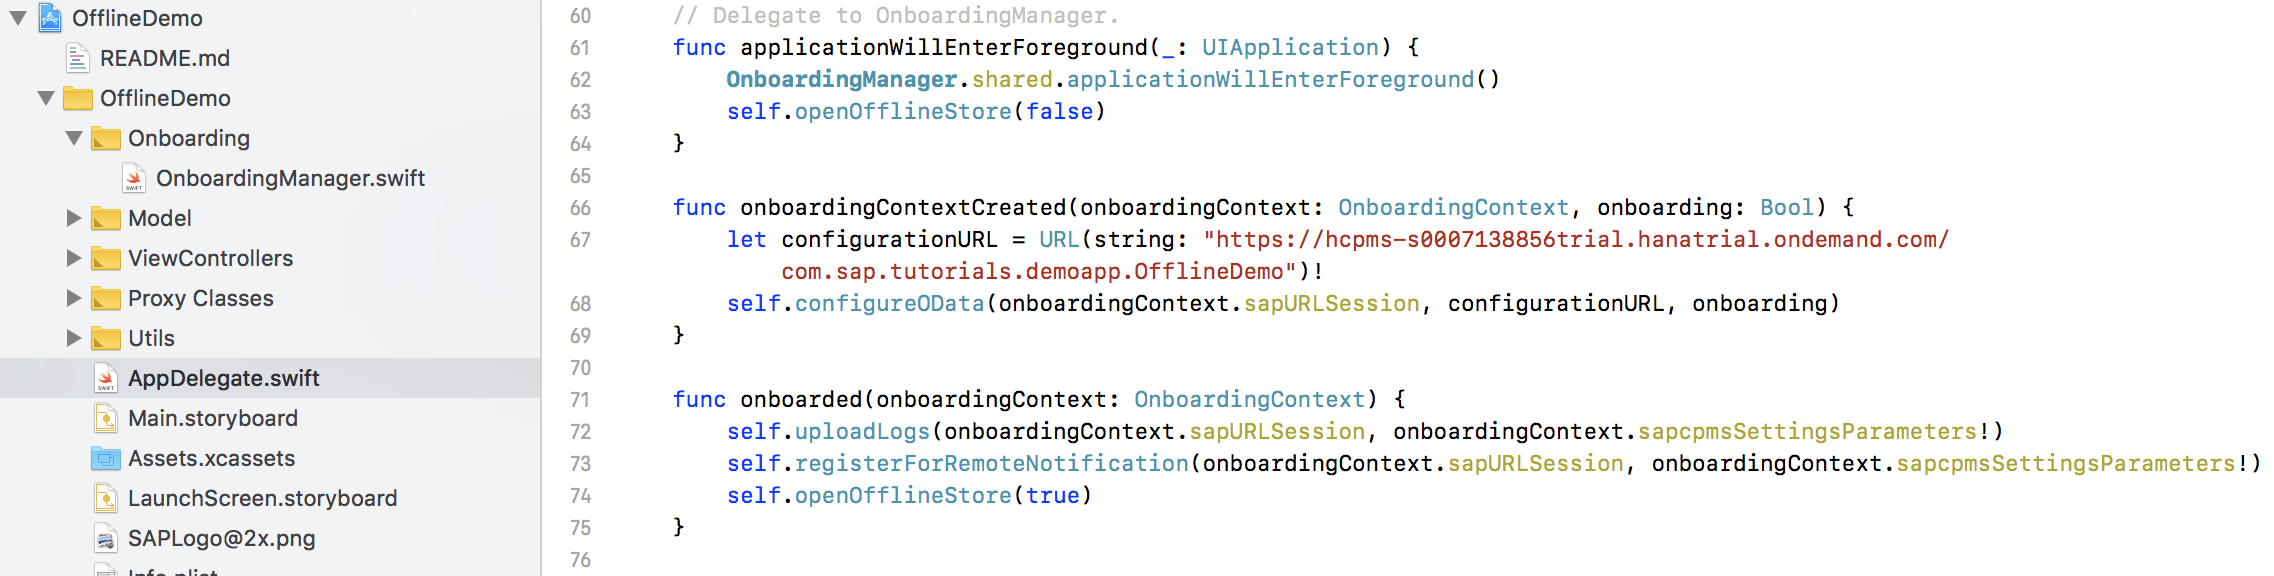 OfflineDemo
README.md
OfflineDemo
Onboarding
OnboardingManager.swift
Model
ViewControllers
Proxy Classes
Utils
AppDelegate.swift
Main.storyboard
Assets.xcassets
LaunchScreen.storyboard
SAPLogo@2x.png
Info.plist
60 // Delegate to OnboardingManager.
61 func applicationWillEnterForeground(_: UIApplication) {
62 OnboardingManager.shared.applicationWillEnterForeground()
63 self.openOfflineStore(false)
64 }
65
66 func onboardingContextCreated(onboardingContext: OnboardingContext, onboarding: Bool) {
67 let configurationURL = URL(string: "https://hcpms-s0007138856trial.hanatrial.ondemand.com/
com.sap.tutorials.demoapp.OfflineDemo")!
68 self.configureOData(onboardingContext.sapURLSession, configurationURL, onboarding)
69 }
70
71 func onboarded(onboardingContext: OnboardingContext) {
72 self.uploadLogs(onboardingContext.sapURLSession, onboardingContext.sapcpmsSettingsParameters!)
73 self.registerForRemoteNotification(onboardingContext.sapURLSession, onboardingContext.sapcpmsSettingsParameters!)
74 self.openOfflineStore(true)
75 }
76